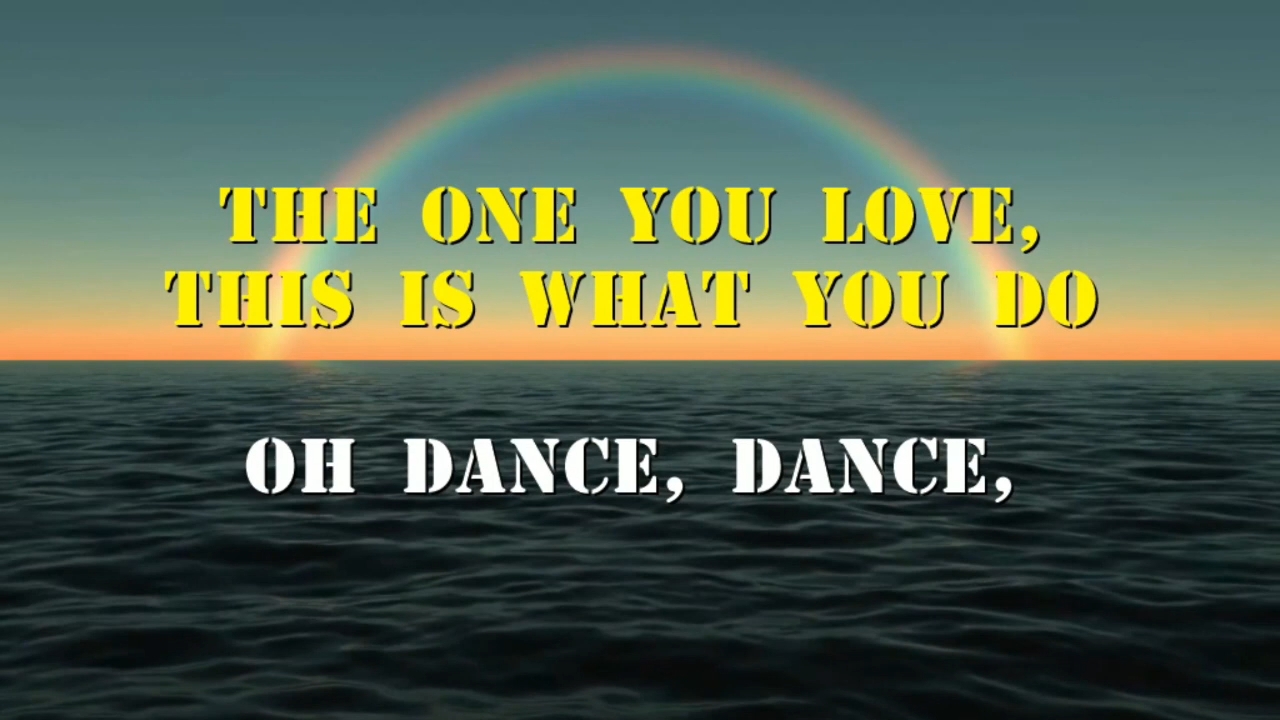 THE ONE YOU LOVE,
THIS IS WHAT YOU DO
OH DANCE, DANCE,